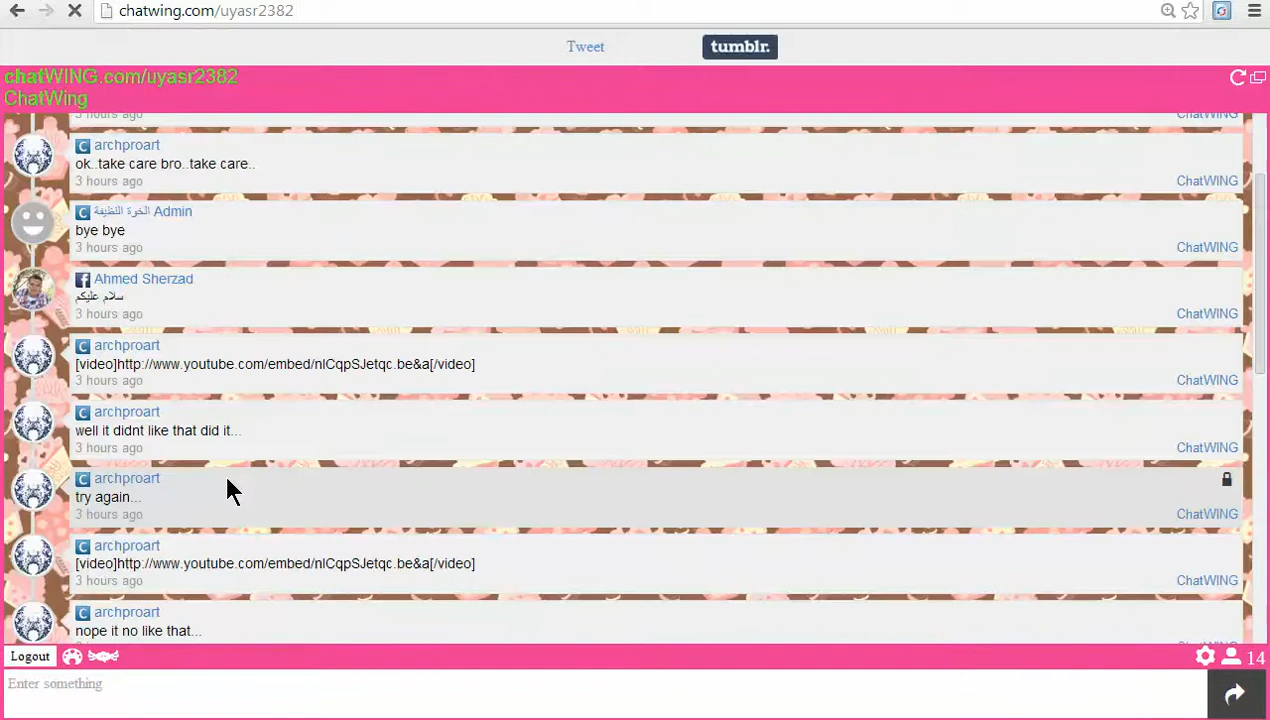 chatwing.com/uyasr2382
Tweet
tumblr.
chatWING.com/uyasr2382
ChatWing
3 hours ago
ChatWING
archproart
ok..take care bro..take care..
3 hours ago
ChatWING
الخرة النظيفة Admin
bye bye
3 hours ago
ChatWING
Ahmed Sherzad
سلام عليكم
3 hours ago
ChatWING
archproart
[video]http://www.youtube.com/embed/nlCqpSJetqc.be&a[/video]
3 hours ago
ChatWING
archproart
well it didnt like that did it...
3 hours ago
ChatWING
archproart
try again...
3 hours ago
ChatWING
archproart
[video]http://www.youtube.com/embed/nlCqpSJetqc.be&a[/video]
3 hours ago
ChatWING
archproart
nope it no like that...
Logout
14
Enter something